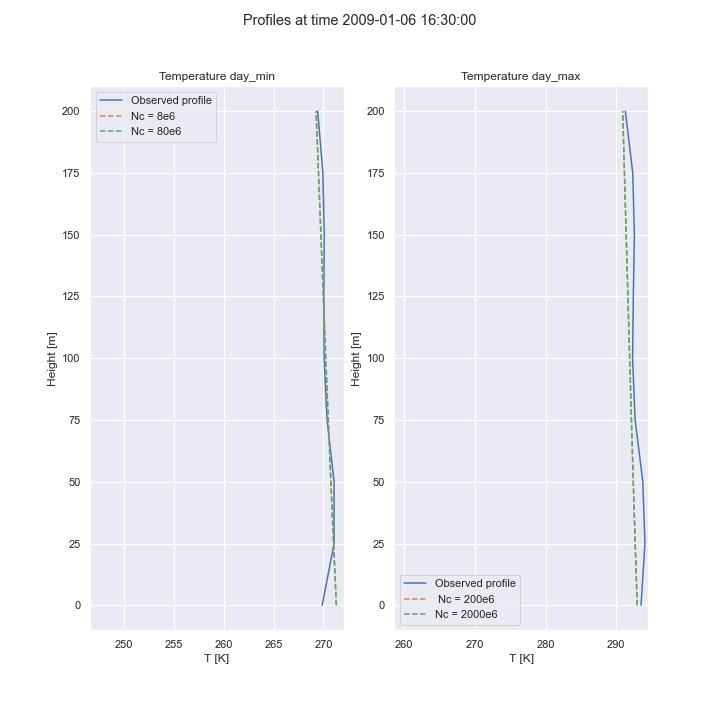 Profiles at time 2009-01-06 16:30:00
Temperature day_min
Observed profile
Nc = 8e6
Nc = 80e6
200
175
150
125
100
75
50
25
0
Height [m]
250 255 260 265 270
T [K]
Temperature day_max
200
175
150
125
100
75
50
25
0
Height [m]
Observed profile
Nc = 200e6
Nc = 2000e6
260 270 280 290
T [K]